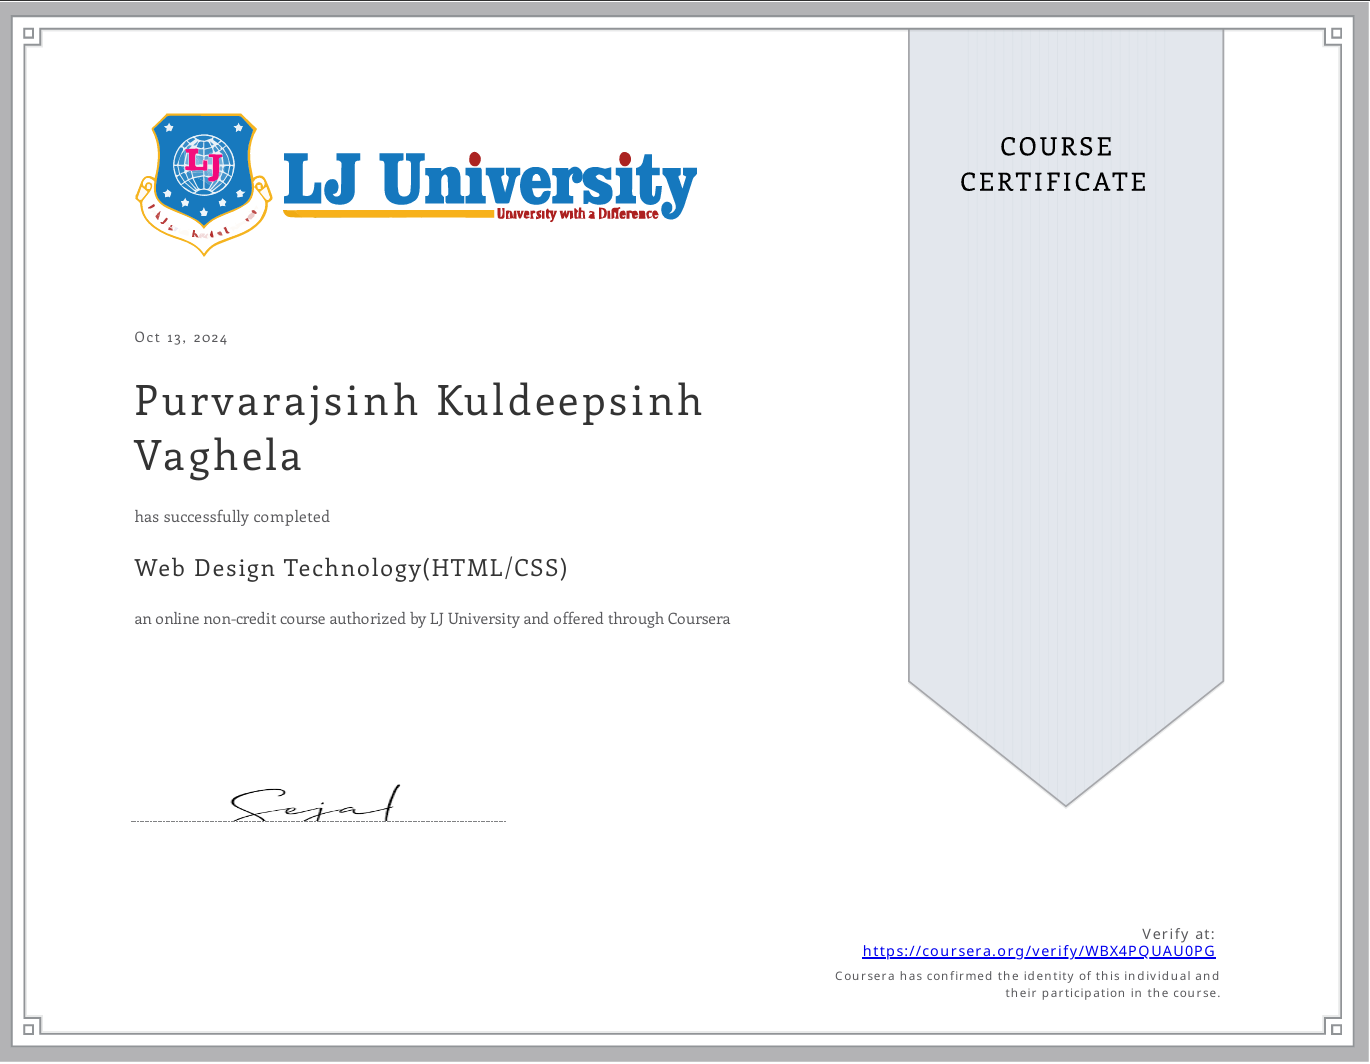 LJ
LJ University
University with a Difference
COURSE
CERTIFICATE
Oct 13, 2024
Purvarajsinh Kuldeepsinh
Vaghela
has successfully completed
Web Design Technology(HTML/CSS)
an online non-credit course authorized by LJ University and offered through Coursera
Sejal
Verify at:
https://coursera.org/verify/WBX4PQUAU0PG
Coursera has confirmed the identity of this individual and
their participation in the course.